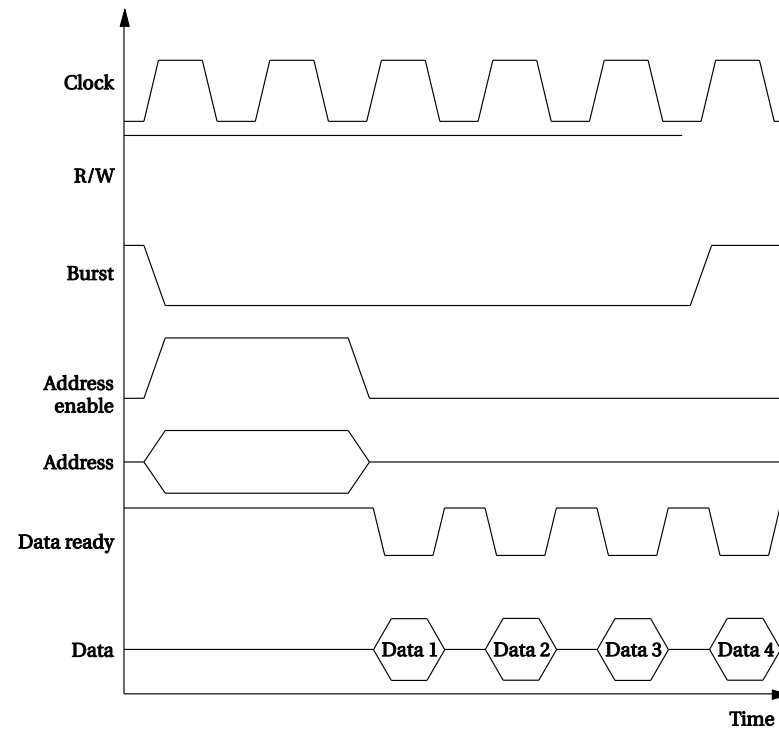 Clock
R/W
Burst
Address
enable
Address
Data ready
Data
Data 1
Data 2
Data 3
Data 4
Time